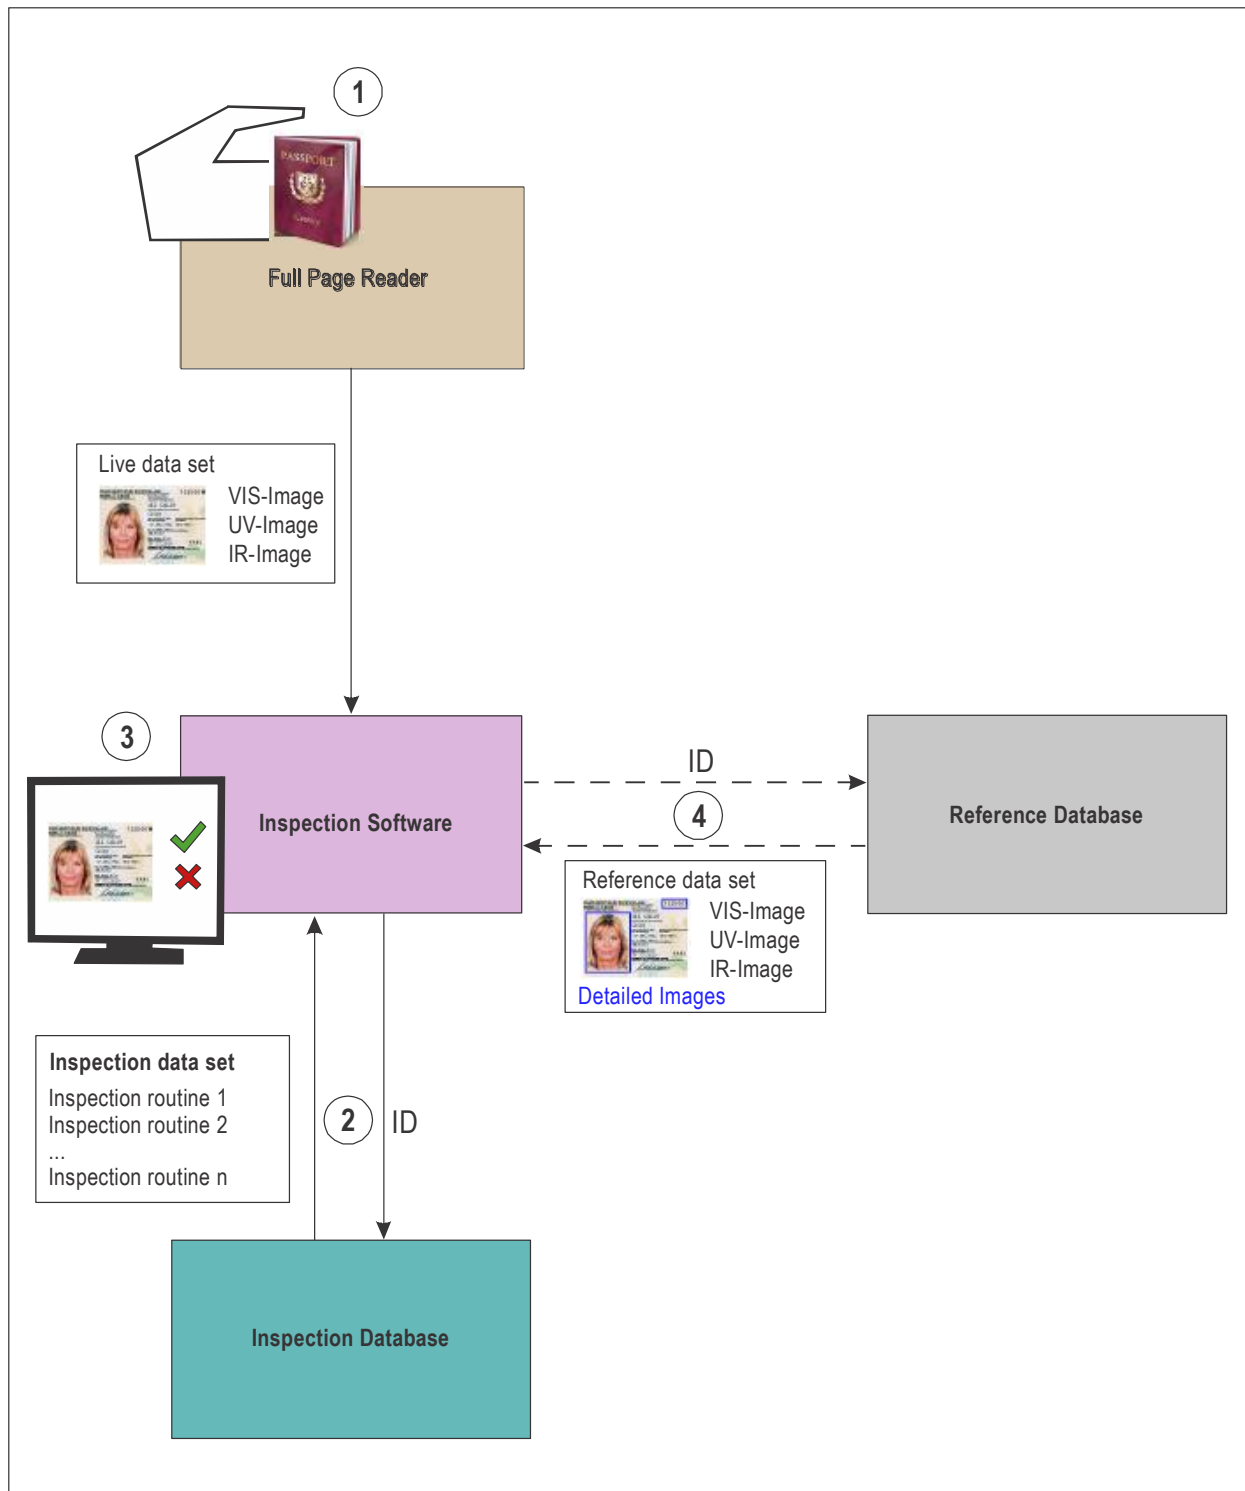 1
PASSPORT
Full Page Reader
Live data set
VIS-Image
UV-Image
IR-Image
3
Inspection Software
ID
4
Reference Database
Reference data set
VIS-Image
UV-Image
IR-Image
Detailed Images
Inspection data set
Inspection routine 1
Inspection routine 2
...
Inspection routine n
2
ID
Inspection Database